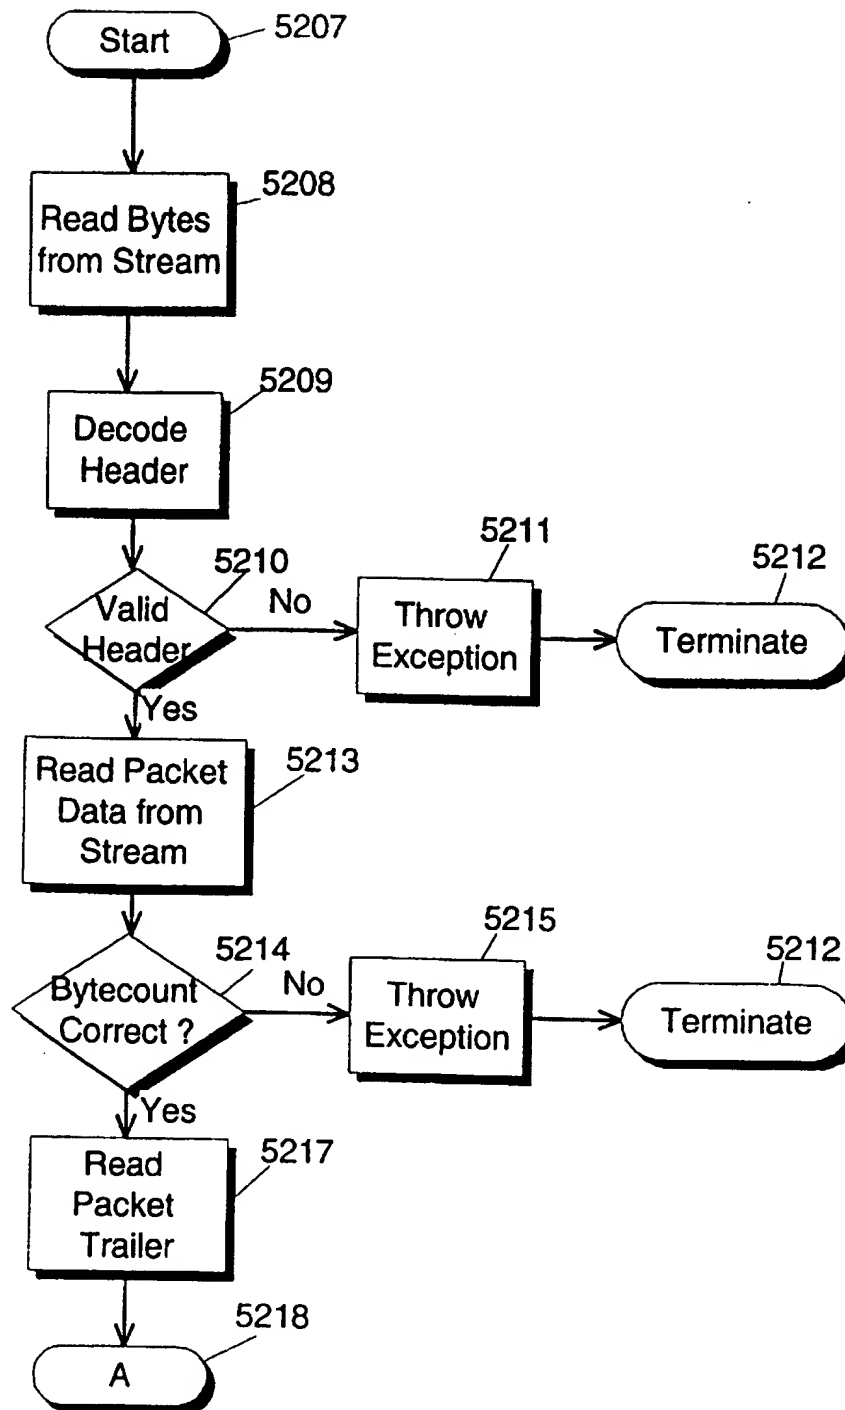 Start
5207
5208
Read Bytes
from Stream
5209
Decode
Header
5210
Valid
Header
No
5211
Throw
Exception
5212
Terminate
Yes
5213
Read Packet
Data from
Stream
5214
Bytecount
Correct ?
No
5215
Throw
Exception
5212
Terminate
Yes
5217
Read
Packet
Trailer
5218
A